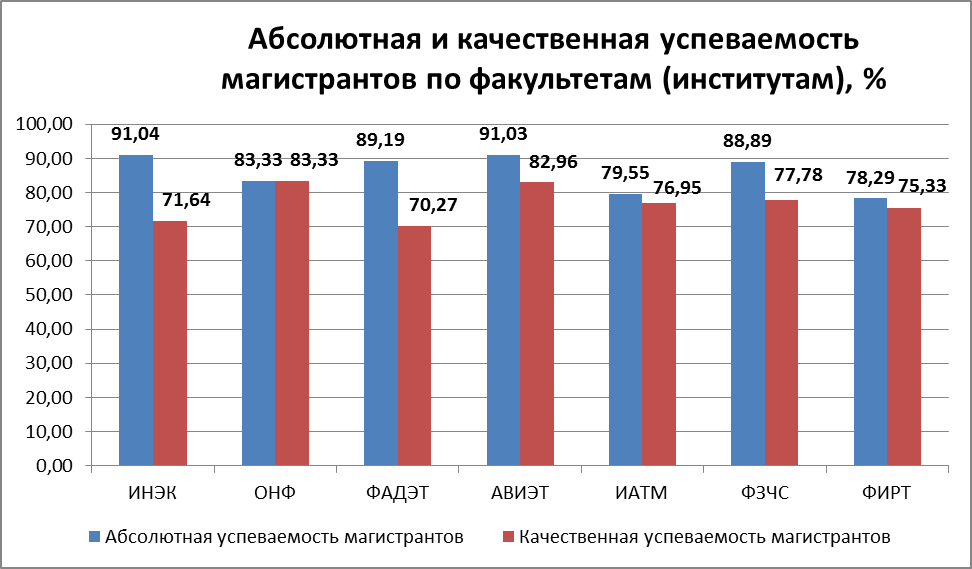 Абсолютная и качественная успеваемость
магистрантов по факультетам (институтам), %
100,00
90,00
80,00
70,00
60,00
50,00
40,00
30,00
20,00
10,00
0,00
91,04
71,64
83,33
83,33
89,19
70,27
91,03
82,96
79,55
76,95
88,89
77,78
78,29
75,33
ИНЭК
ОНФ
ФАДЭТ
АВИЭТ
ИАТМ
ФЗЧС
ФИРТ
Абсолютная успеваемость магистрантов
Качественная успеваемость магистрантов